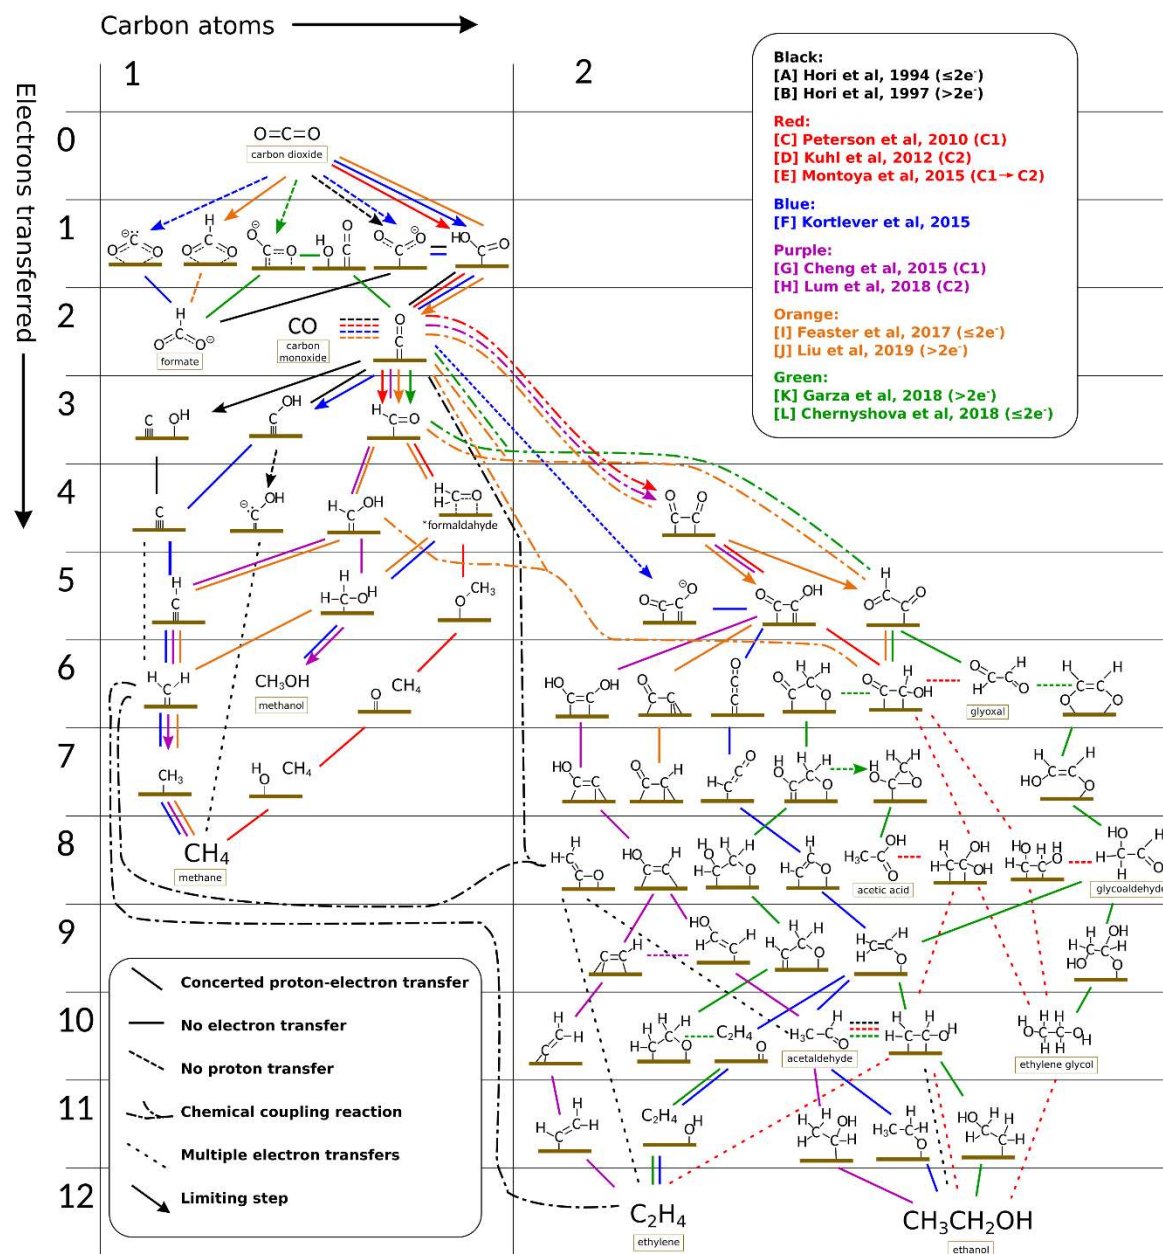 Carbon atoms
1
2
Electrons transferred
Black:
[A] Hori et al, 1994 (≤2e⁻)
[B] Hori et al, 1997 (>2e⁻)
Red:
[C] Peterson et al, 2010 (C1)
[D] Kuhl et al, 2012 (C2)
[E] Montoya et al, 2015 (C1→ C2)
Blue:
[F] Kortlever et al, 2015
Purple:
[G] Cheng et al, 2015 (C1)
[H] Lum et al, 2018 (C2)
Orange:
[I] Feaster et al, 2017 (≤2e⁻)
[J] Liu et al, 2019 (>2e⁻)
Green:
[K] Garza et al, 2018 (>2e⁻)
[L] Chernyshova et al, 2018 (≤2e⁻)
0
O=C=O
carbon dioxide
1
2
formate
CO
carbon
monoxide
3
4
*formaldahyde
5
6
CH₃OH
methanol
CH₄
glyoxal
7
CH₃
CH₄
8
CH₄
methane
acetic acid
glycoaldehyde
9
10
C₂H₄
acetaldehyde
ethylene glycol
11
C₂H₄
12
C₂H₄
ethylene
CH₃CH₂OH
ethanol
Concerted proton-electron transfer
No electron transfer
No proton transfer
Chemical coupling reaction
Multiple electron transfers
Limiting step